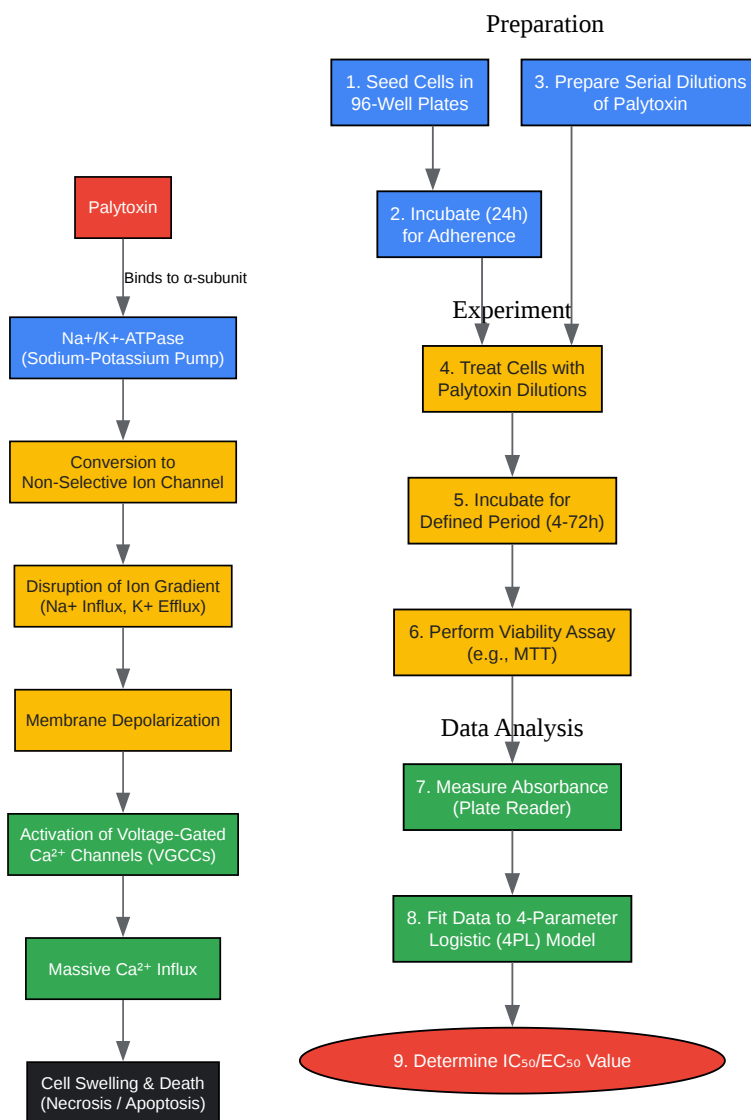 Palytoxin
Binds to α-subunit
Na+/K+-ATPase
(Sodium-Potassium Pump)
Conversion to
Non-Selective Ion Channel
Disruption of Ion Gradient
(Na+ Influx, K+ Efflux)
Membrane Depolarization
Activation of Voltage-Gated
Ca²⁺ Channels (VGCCs)
Massive Ca²⁺ Influx
Cell Swelling & Death
(Necrosis / Apoptosis)
Preparation
1. Seed Cells in
96-Well Plates
3. Prepare Serial Dilutions
of Palytoxin
2. Incubate (24h)
for Adherence
Experiment
4. Treat Cells with
Palytoxin Dilutions
5. Incubate for
Defined Period (4-72h)
6. Perform Viability Assay
(e.g., MTT)
Data Analysis
7. Measure Absorbance
(Plate Reader)
8. Fit Data to 4-Parameter
Logistic (4PL) Model
9. Determine IC₅₀/EC₅₀ Value